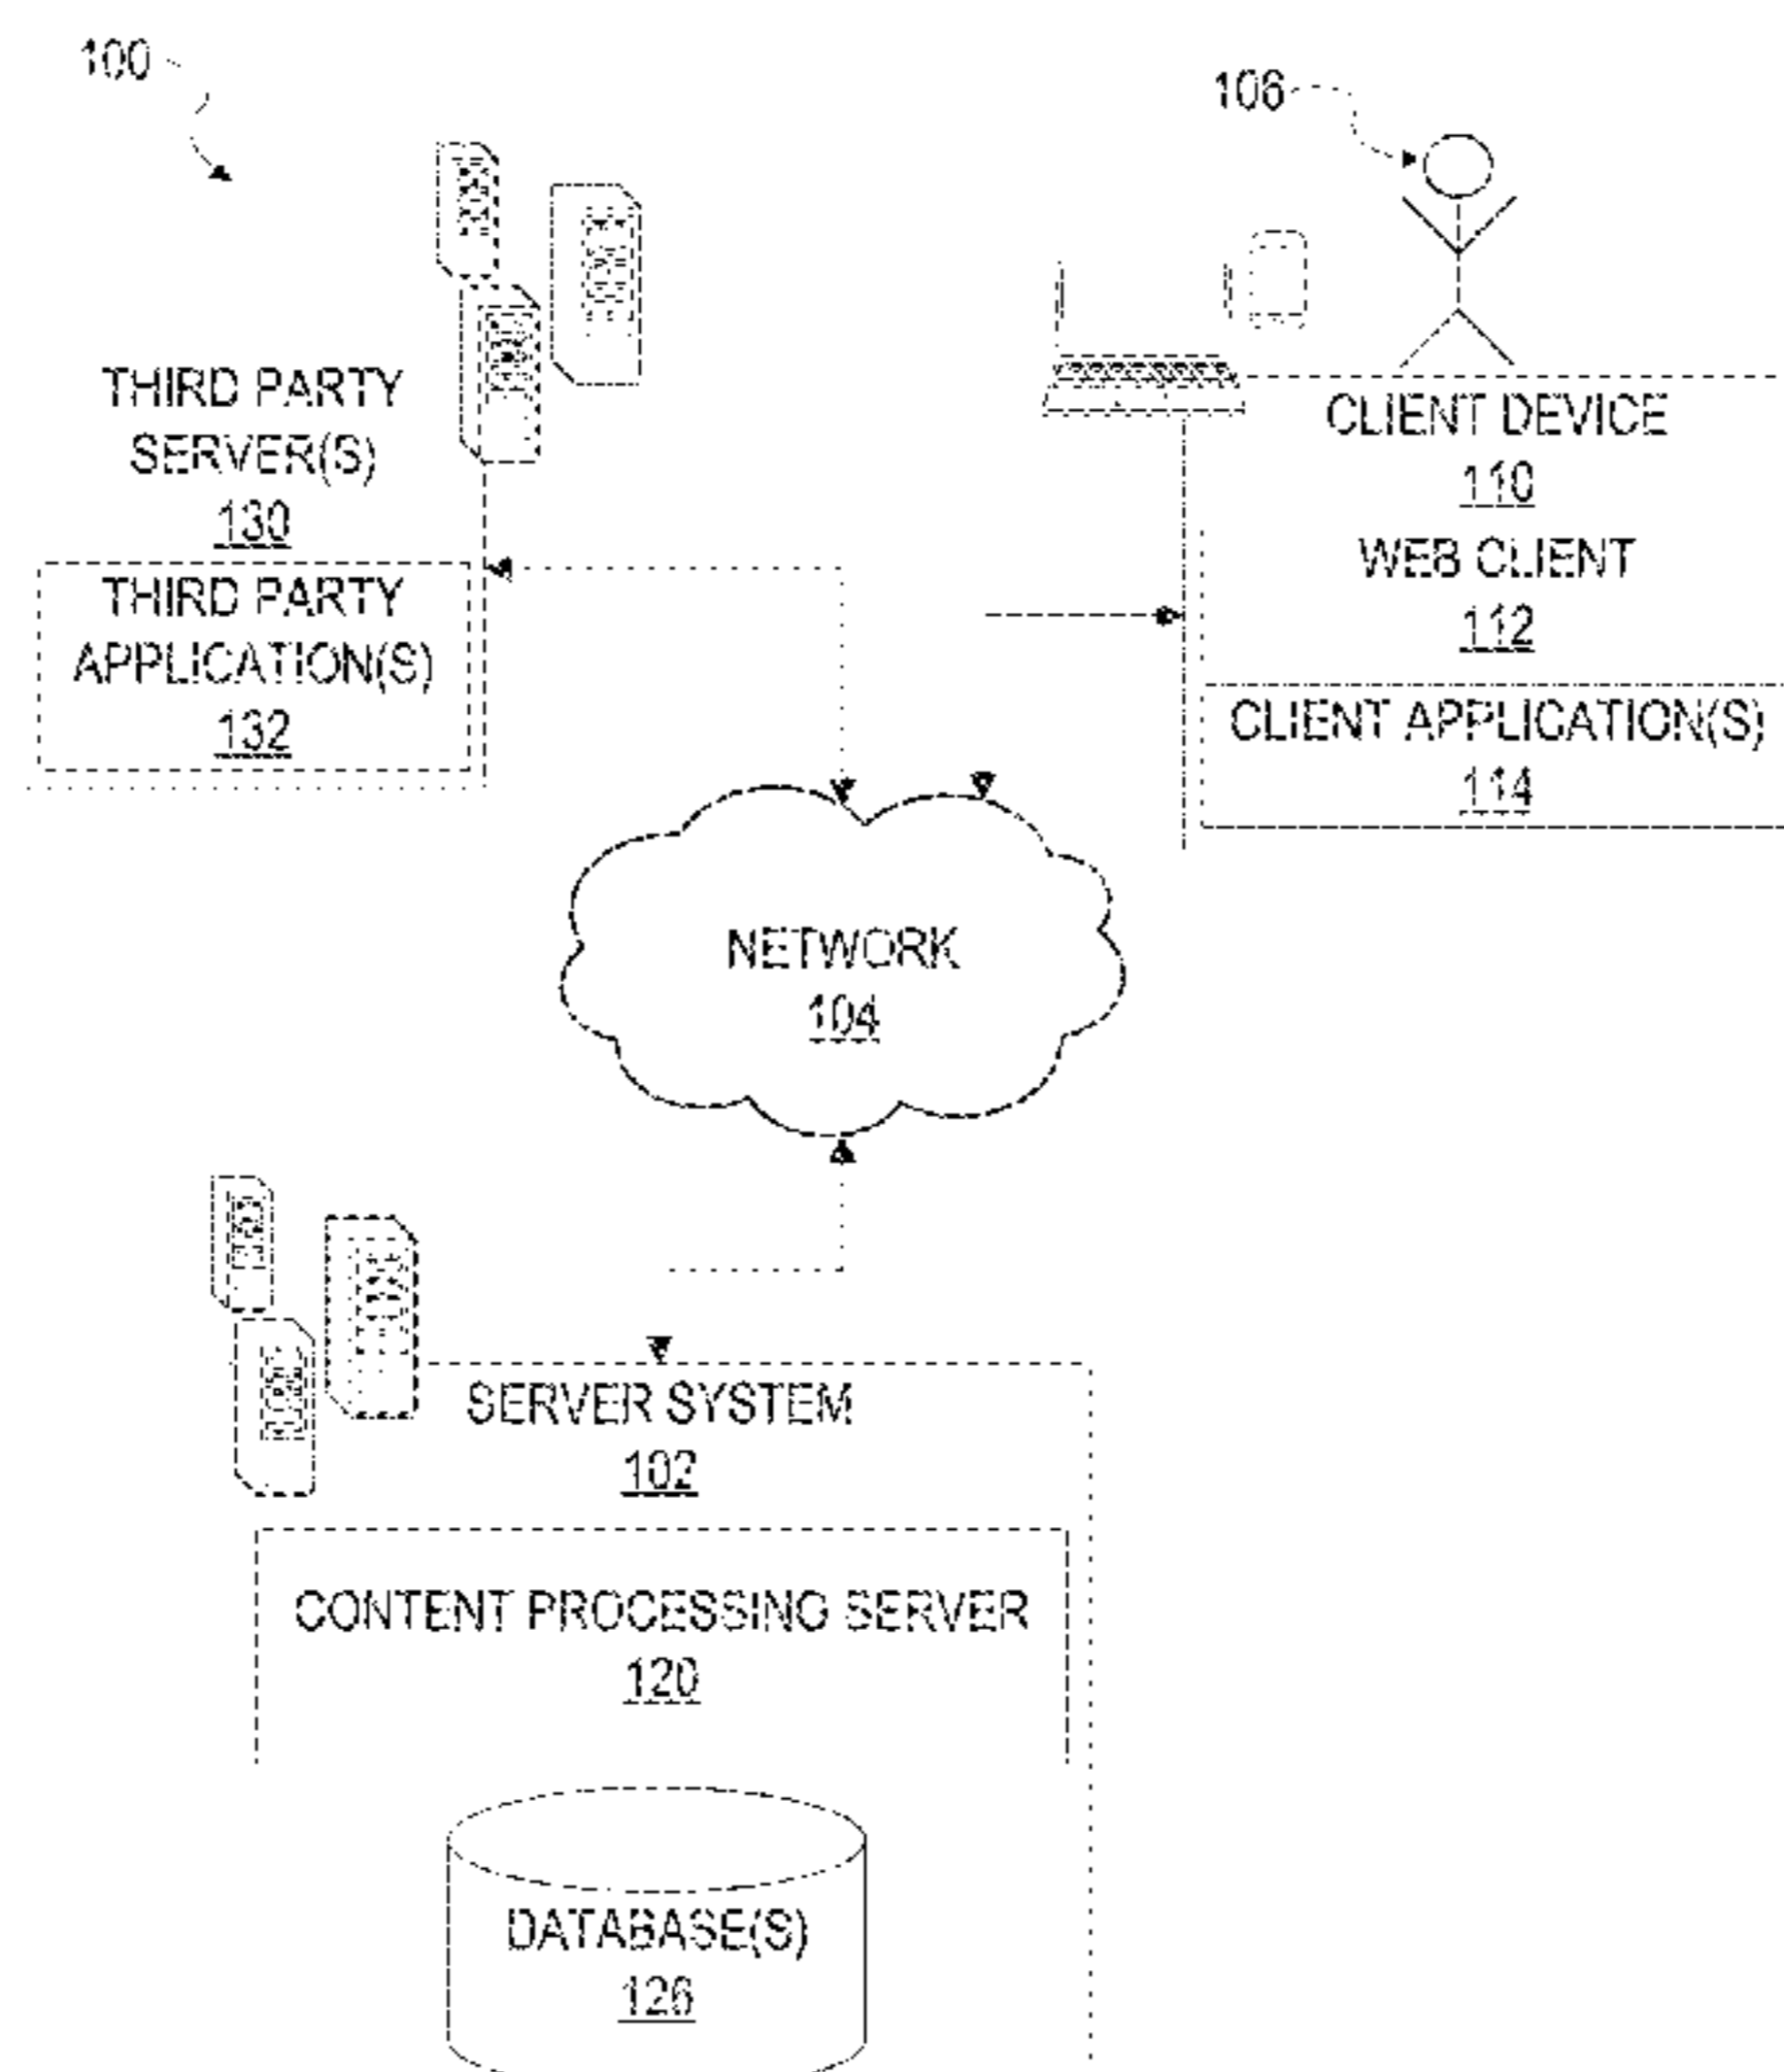 100
106
THIRD PARTY
SERVER(S)
130
THIRD PARTY
APPLICATION(S)
132
CLIENT DEVICE
110
WEB CLIENT
112
CLIENT APPLICATION(S)
114
NETWORK
104
SERVER SYSTEM
102
CONTENT PROCESSING SERVER
120
DATABASE(S)
126